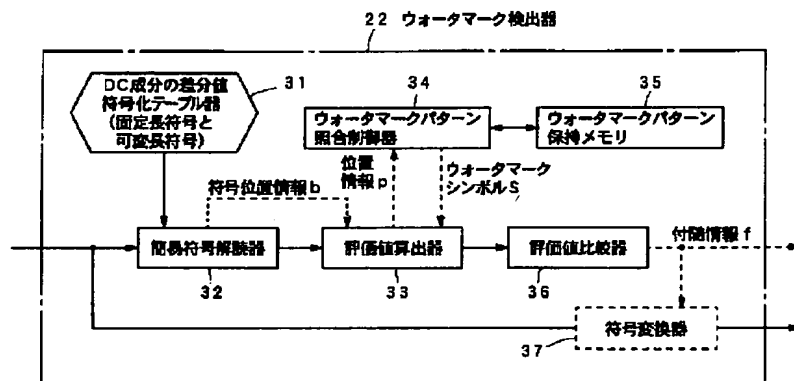 22 ウォータマーク検出器
DC成分の差分値
符号化テーブル器
(固定長符号と
可変長符号)
31
34
ウォータマークパターン
照合制御器
35
ウォータマークパターン
保持メモリ
位置
情報p
ウォータマーク
シンボルS
符号位置情報b
簡易符号解読器
32
評価値算出器
33
評価値比較器
36
付随情報f
符号変換器
37